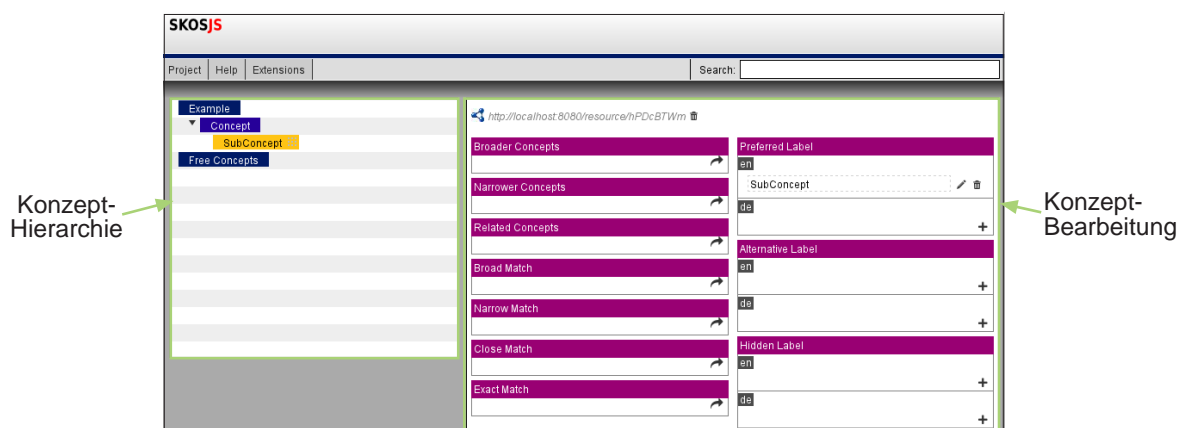 SKOSJS
Project Help Extensions Search:
Example
Concept
SubConcept
Free Concepts
Konzept-
Hierarchie
http://localhost:8080/resource/hPDcBTWm
Broader Concepts
Narrower Concepts
Related Concepts
Broad Match
Narrow Match
Close Match
Exact Match
Preferred Label
en
SubConcept
de
Alternative Label
en
de
Hidden Label
en
de
Konzept-
Bearbeitung